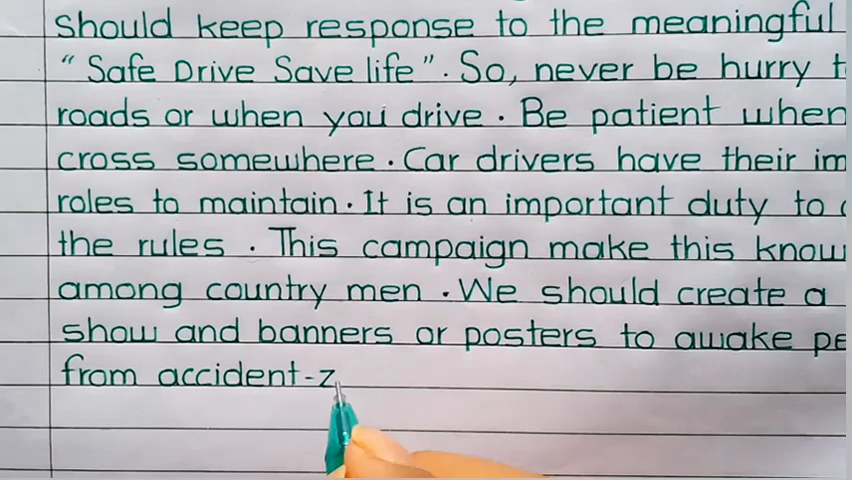 should keep response to the meaningful
"Safe Drive Save life". So, never be hurry
roads or when you drive. Be patient when
cross somewhere. Car drivers have their
roles to maintain. It is an important duty to
the rules. This campaign make this
among country men. We should create a
show and banners or posters to awake
from accident-z